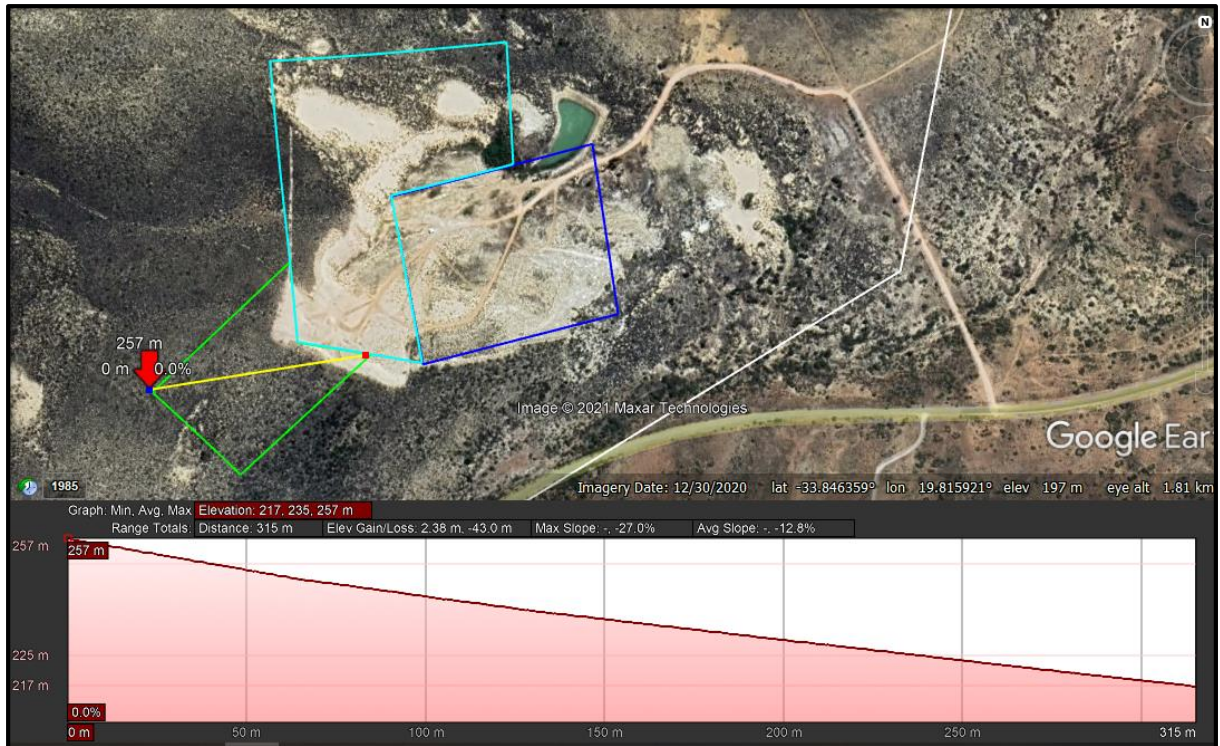 N
257 m
0 m 0.0%
Image © 2021 Maxar Technologies
Google Ear
1985
Imagery Date: 12/30/2020 lat -33.846359° lon 19.815921° elev 197 m eye alt 1.81 km
Graph: Min, Avg, Max Elevation: 217, 235, 257 m
Range Totals: Distance: 315 m Elev Gain/Loss: 2.38 m, -43.0 m Max Slope: -, -27.0% Avg Slope: -, -12.8%
257 m
257 m
225 m
217 m
0.0%
0 m 50 m 100 m 150 m 200 m 250 m 315 m